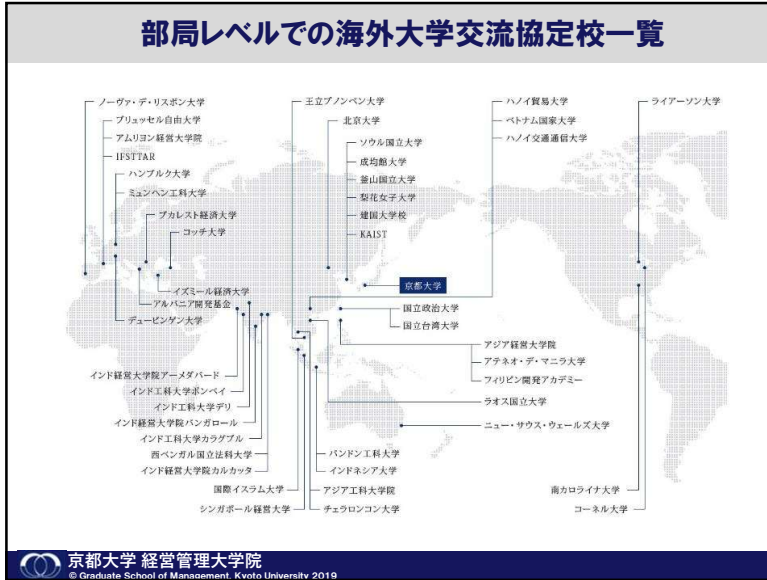 部局レベルでの海外大学交流協定校一覧
ノーヴァ・デ・リスボン大学
ブリュッセル自由大学
アムリヨン経営大学院
IFSTTAR
ハンブルク大学
ミュンヘン工科大学
ブカレスト経済大学
コッチ大学
イズミール経済大学
アルバニア開発基金
テュービンゲン大学
王立プノンペン大学
北京大学
ソウル国立大学
成均館大学
釜山国立大学
梨花女子大学
建国大学校
KAIST
ハノイ貿易大学
ベトナム国家大学
ハノイ交通通信大学
ライアーソン大学
京都大学
国立政治大学
国立台湾大学
アジア経営大学院
アテネオ・デ・マニラ大学
フィリピン開発アカデミー
ラオス国立大学
ニュー・サウス・ウェールズ大学
インド経営大学院アーメダバード
インド工科大学ボンベイ
インド工科大学デリ
インド経営大学院バンガロール
インド工科大学カラグプル
西ベンガル国立法科大学
インド経営大学院カルカッタ
国際イスラム大学
シンガポール経営大学
バンドン工科大学
インドネシア大学
アジア工科大学院
チュラロンコン大学
南カロライナ大学
コーネル大学
京都大学 経営管理大学院
© Graduate School of Management, Kyoto University 2019